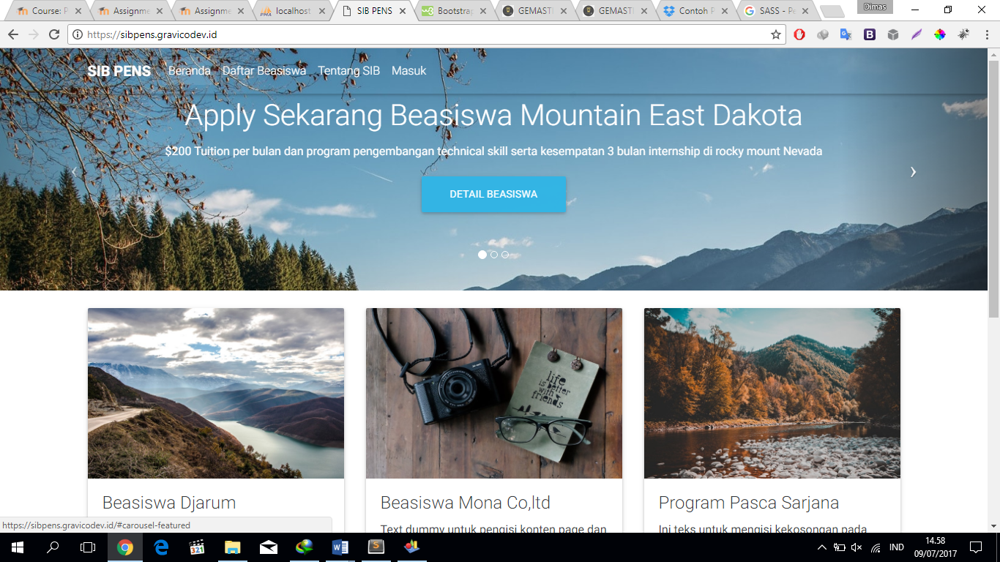 Dimas
Course: P
Assignme
Assignme
localhost
SIB PENS
Bootstrap
GEMASTI
GEMASTI
Contoh P
SASS - Pe
https://sibpens.gravicodev.id
SIB PENS Beranda Daftar Beasiswa Tentang SIB Masuk
Apply Sekarang Beasiswa Mountain East Dakota
$200 Tuition per bulan dan program pengembangan technical skill serta kesempatan 3 bulan internship di rocky mount Nevada
DETAIL BEASISWA
life
is better
with
friends
Beasiswa Djarum
Beasiswa Mona Co,ltd
Text dummy untuk pengisi konten page dan
Program Pasca Sarjana
Ini teks untuk mengisi kekosongan pada
https://sibpens.gravicodev.id/#carousel-featured
321
IND
14.58
09/07/2017